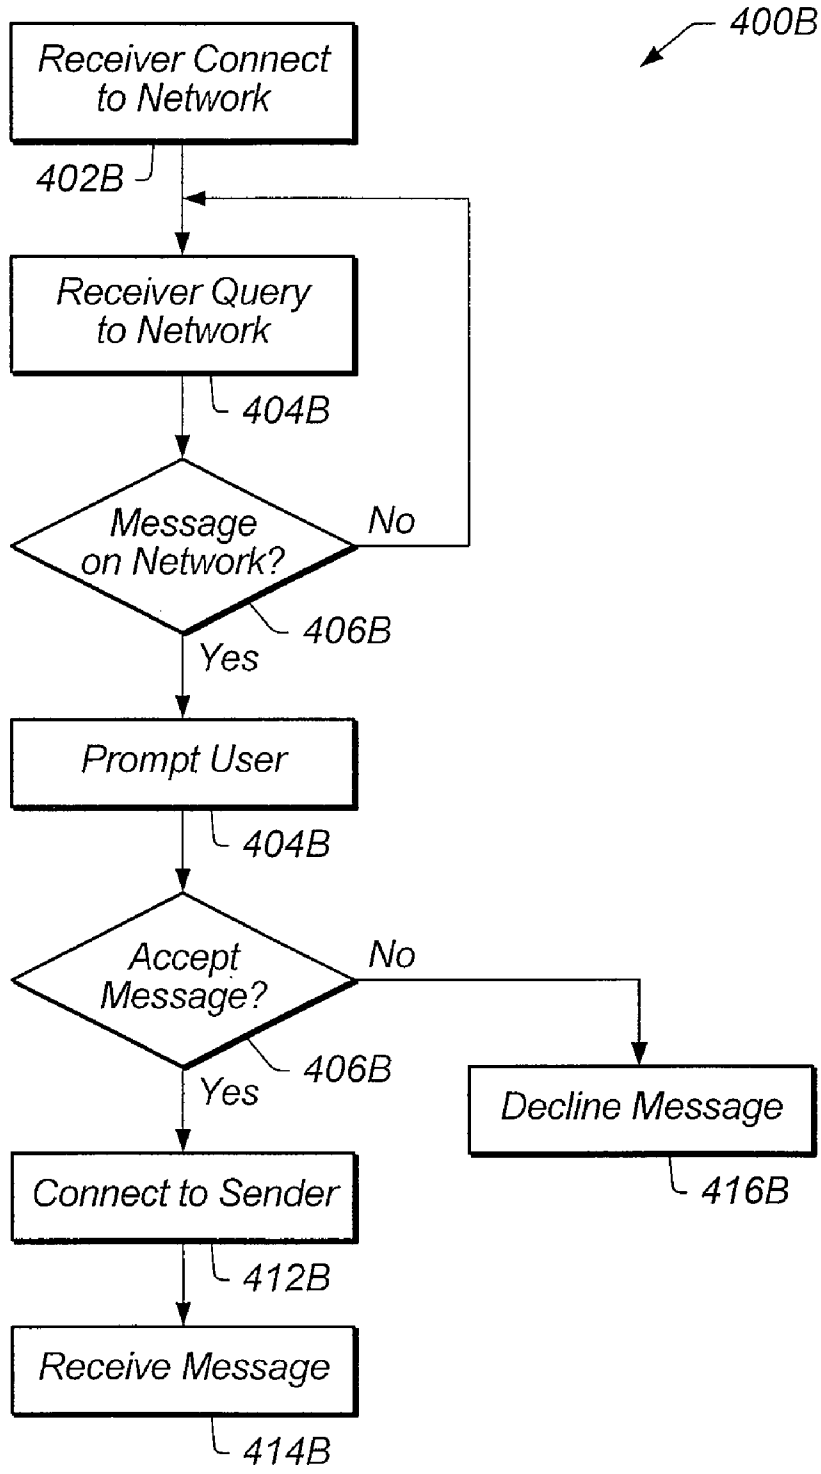 400B
Receiver Connect
to Network
402B
Receiver Query
to Network
404B
Message
on Network?
No
406B
Yes
Prompt User
404B
Accept
Message?
No
406B
Yes
Decline Message
416B
Connect to Sender
412B
Receive Message
414B